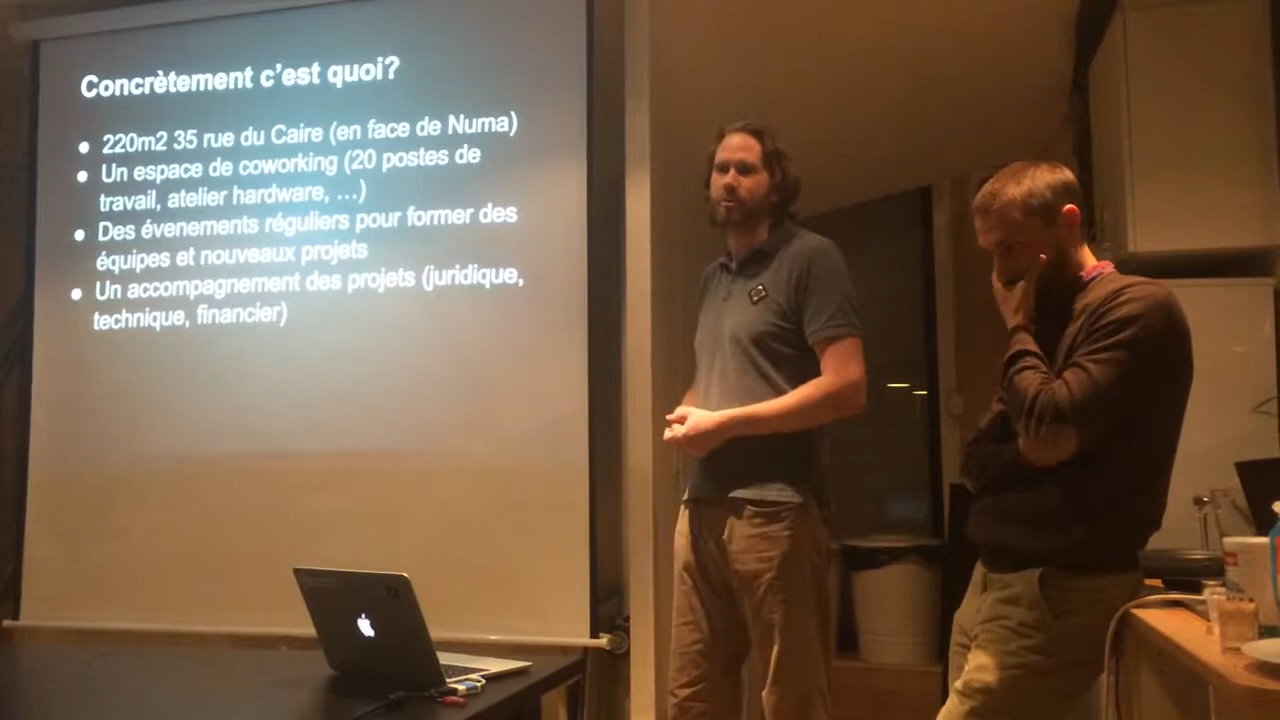 Concrètement c'est quoi?
● 220m2 35 rue du Caire (en face de Numa)
● Un espace de coworking (20 postes de
travail, atelier hardware, ...)
● Des évenements réguliers pour former des
équipes et nouveaux projets
● Un accompagnement des projets (juridique,
technique, financier)